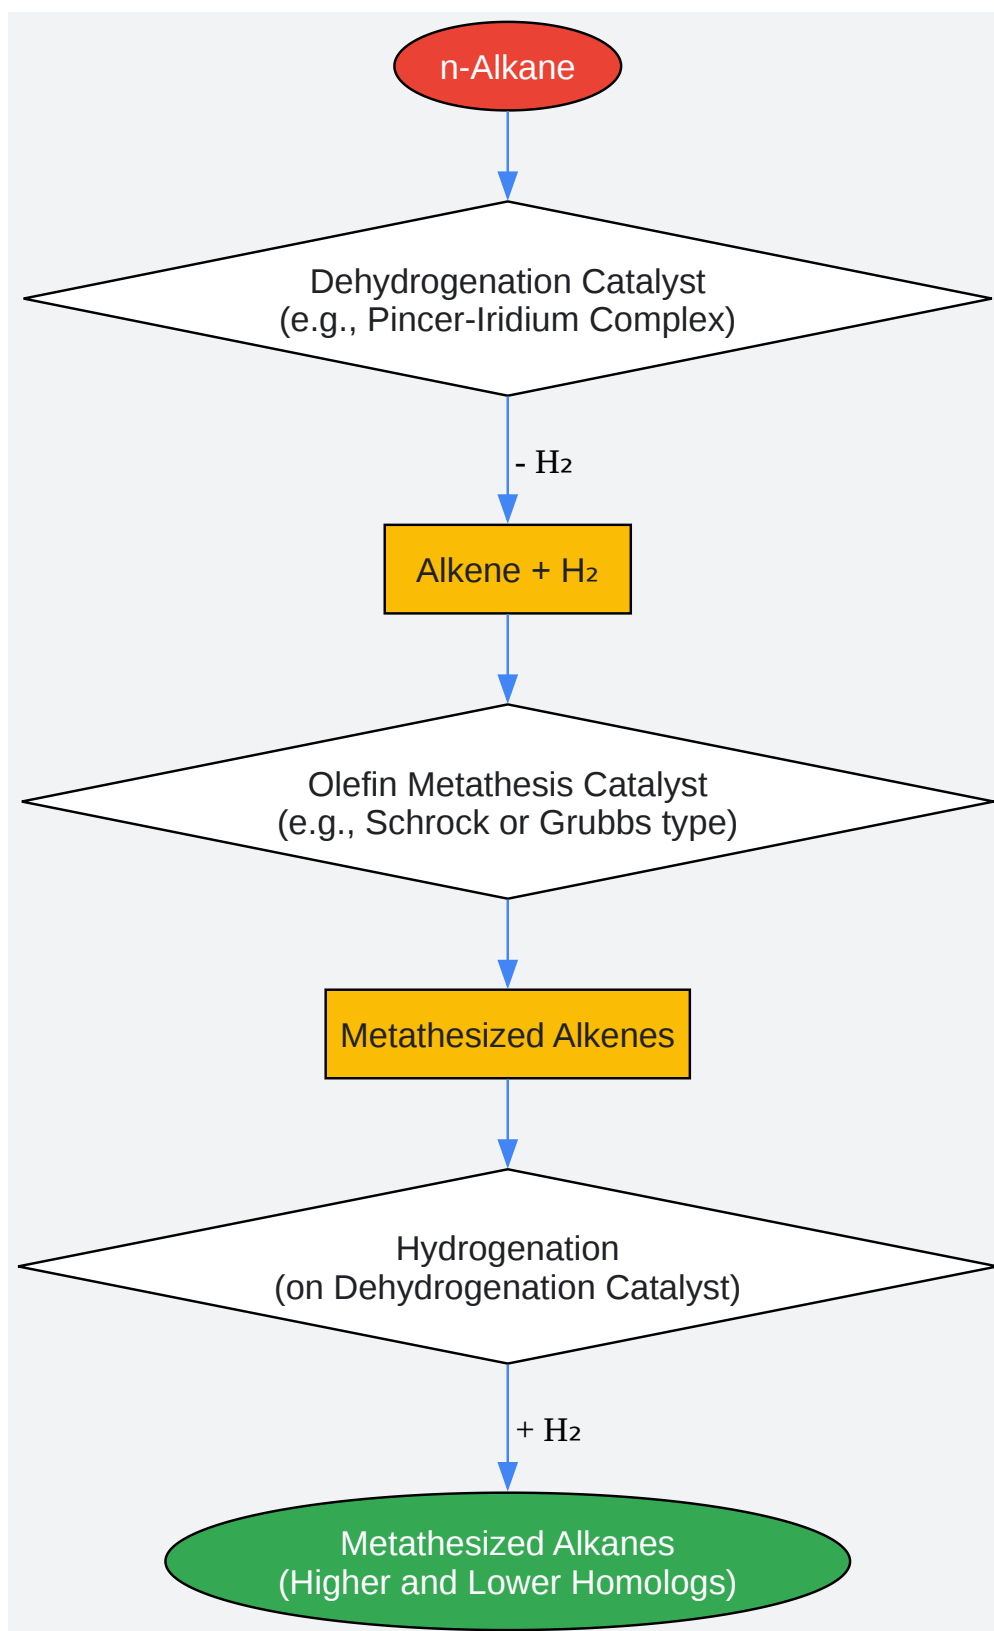 n-Alkane
Dehydrogenation Catalyst
(e.g., Pincer-Iridium Complex)
- H₂
Alkene + H₂
Olefin Metathesis Catalyst
(e.g., Schrock or Grubbs type)
Metathesized Alkenes
Hydrogenation
(on Dehydrogenation Catalyst)
+ H₂
Metathesized Alkanes
(Higher and Lower Homologs)